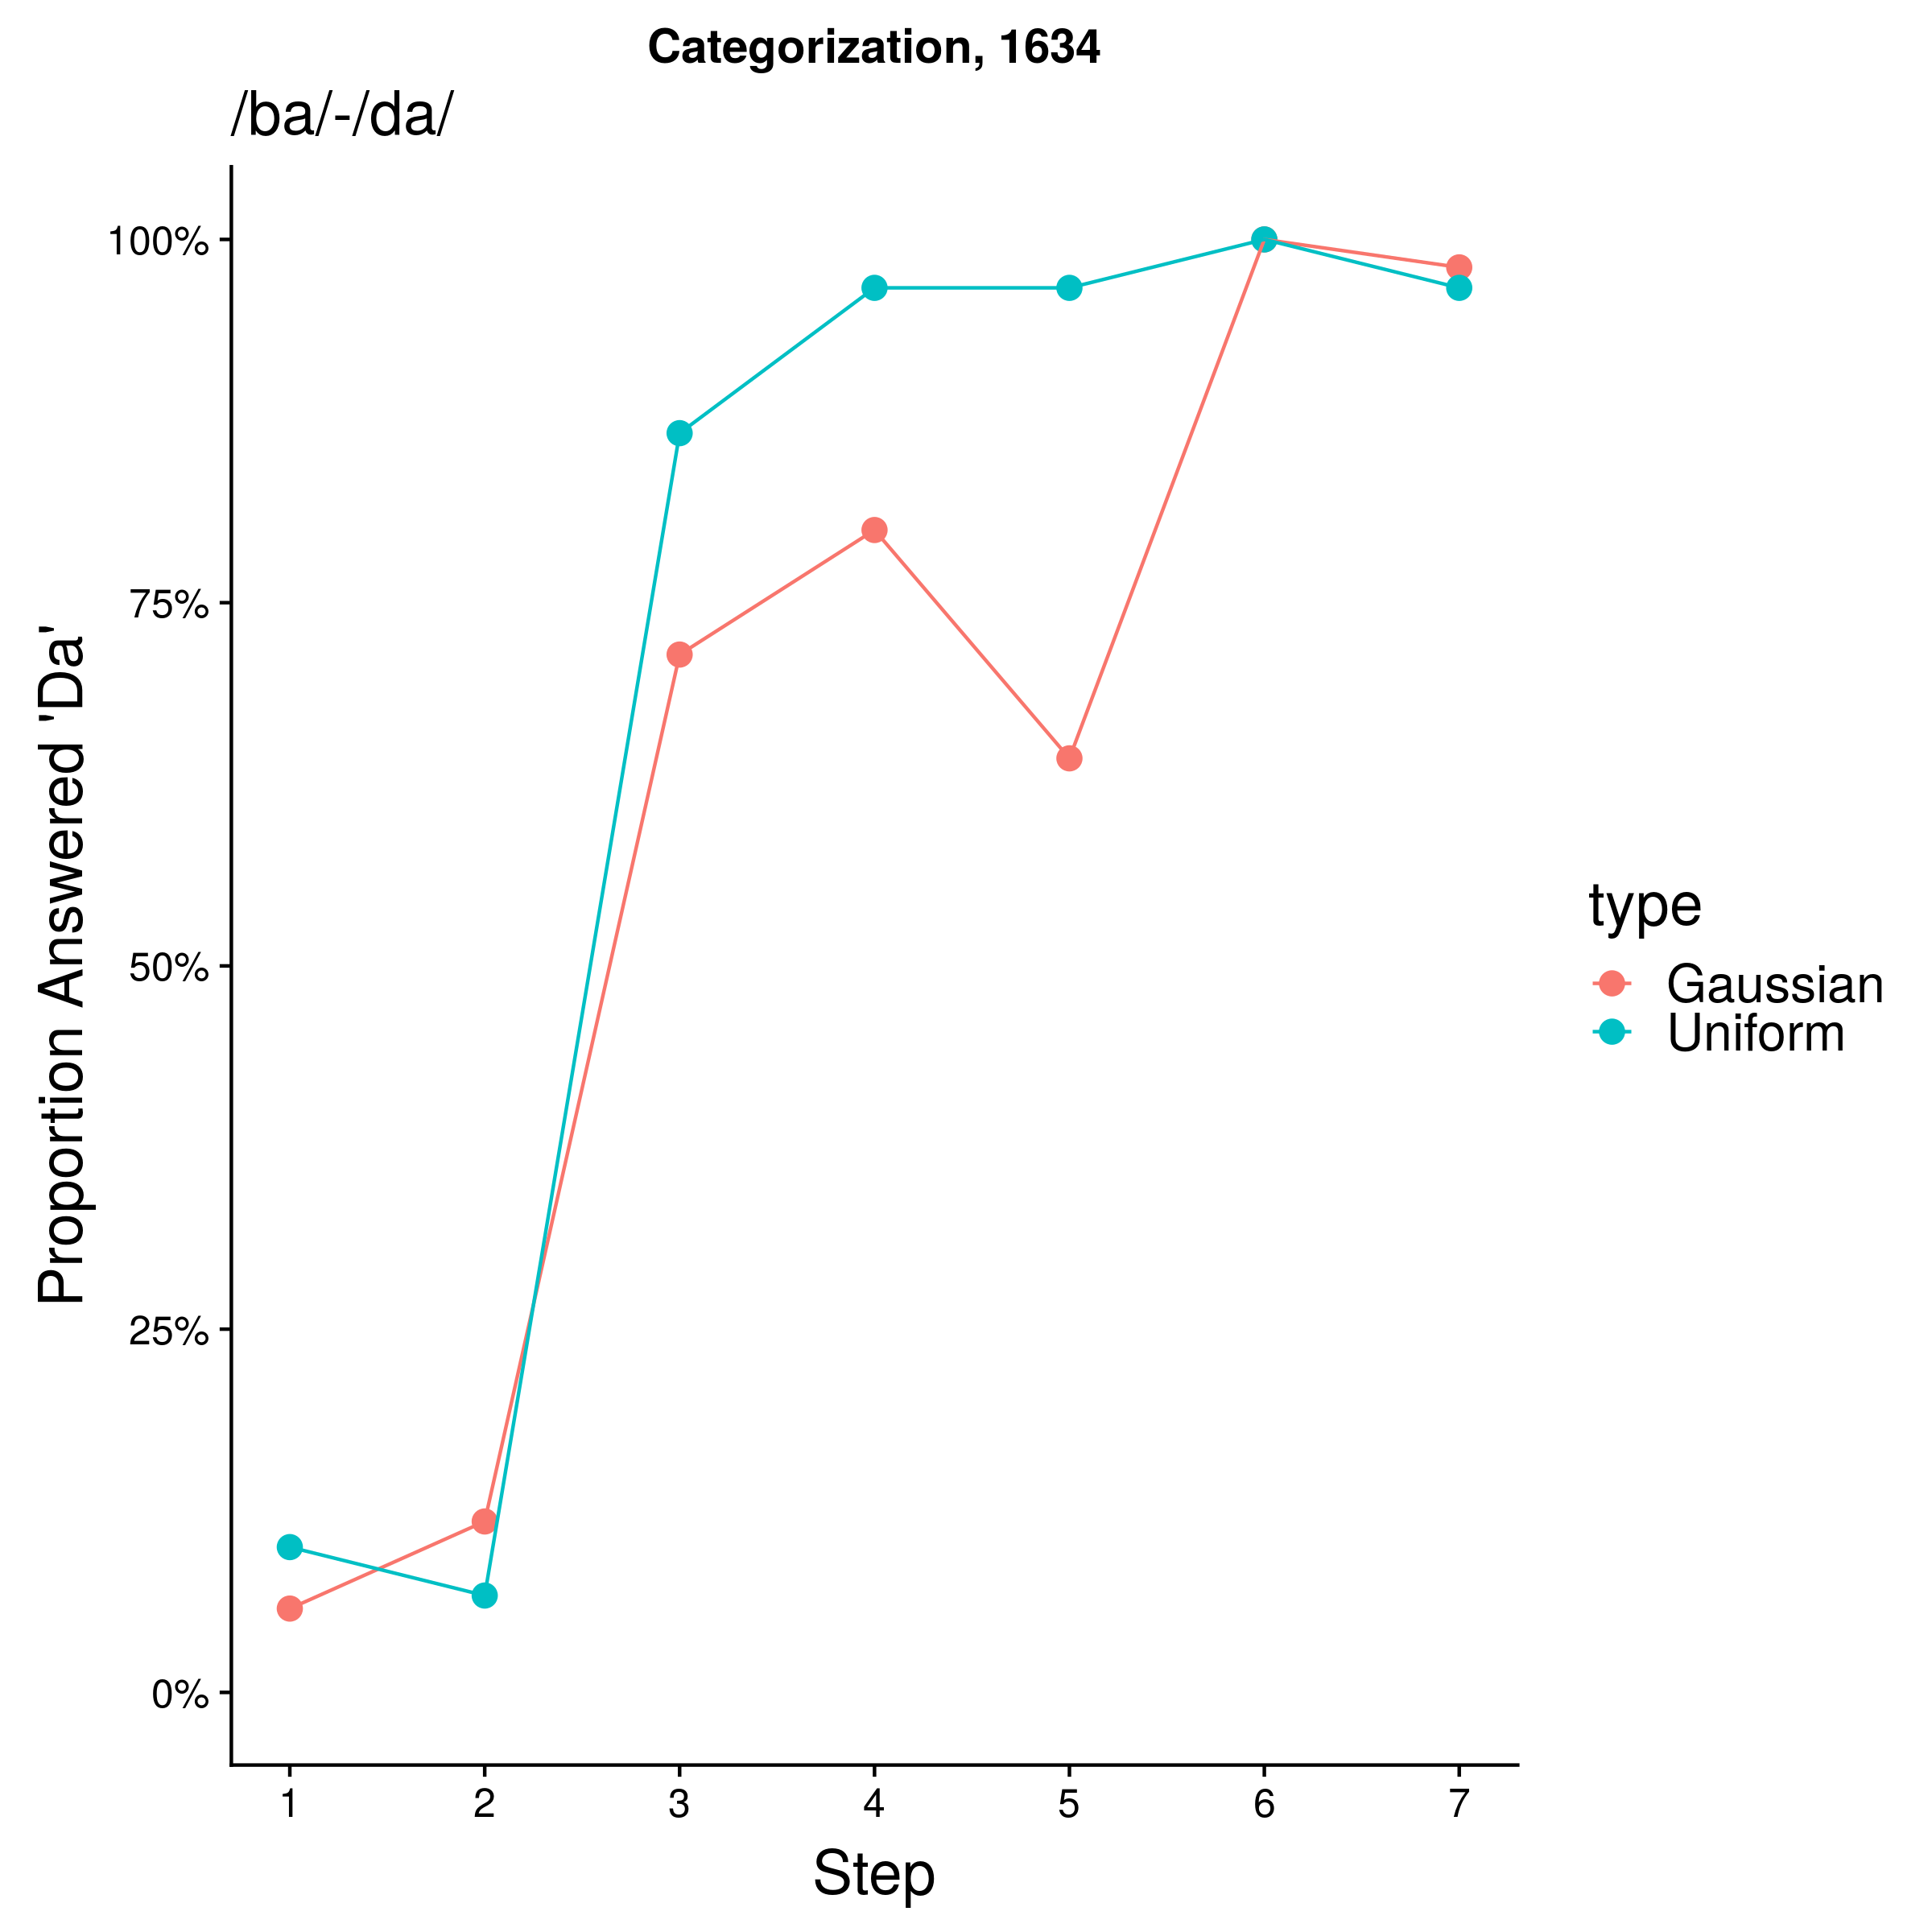 Categorization, 1634
/ba/-/da/
Proportion Answered 'Da'
100%
75%
50%
25%
0%
1 2 3 4 5 6 7
Step
type
Gaussian
Uniform